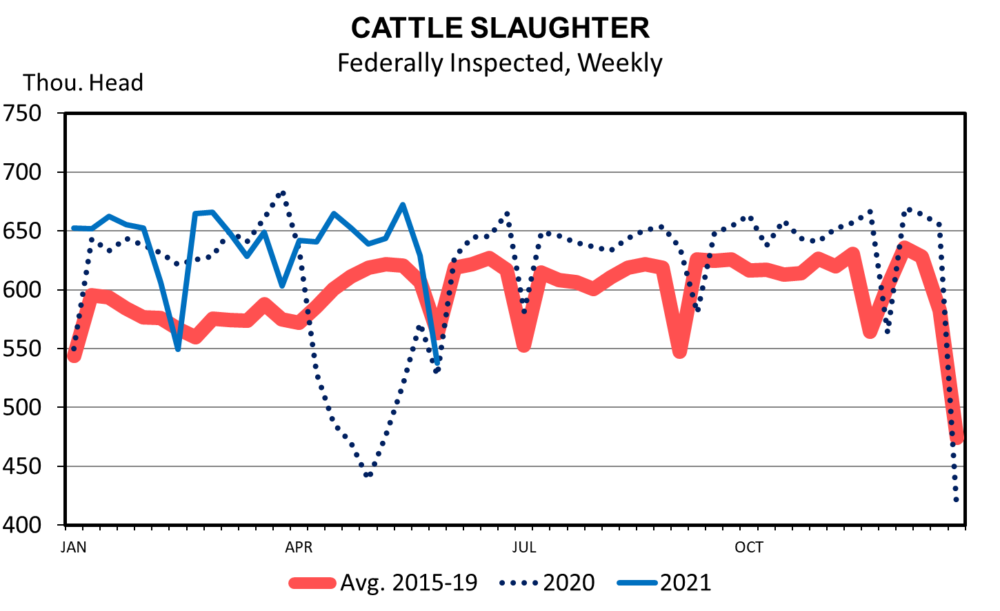 CATTLE SLAUGHTER
Federally Inspected, Weekly
Thou. Head
750
700
650
600
550
500
450
400
JAN APR JUL OCT
Avg. 2015-19 2020 2021